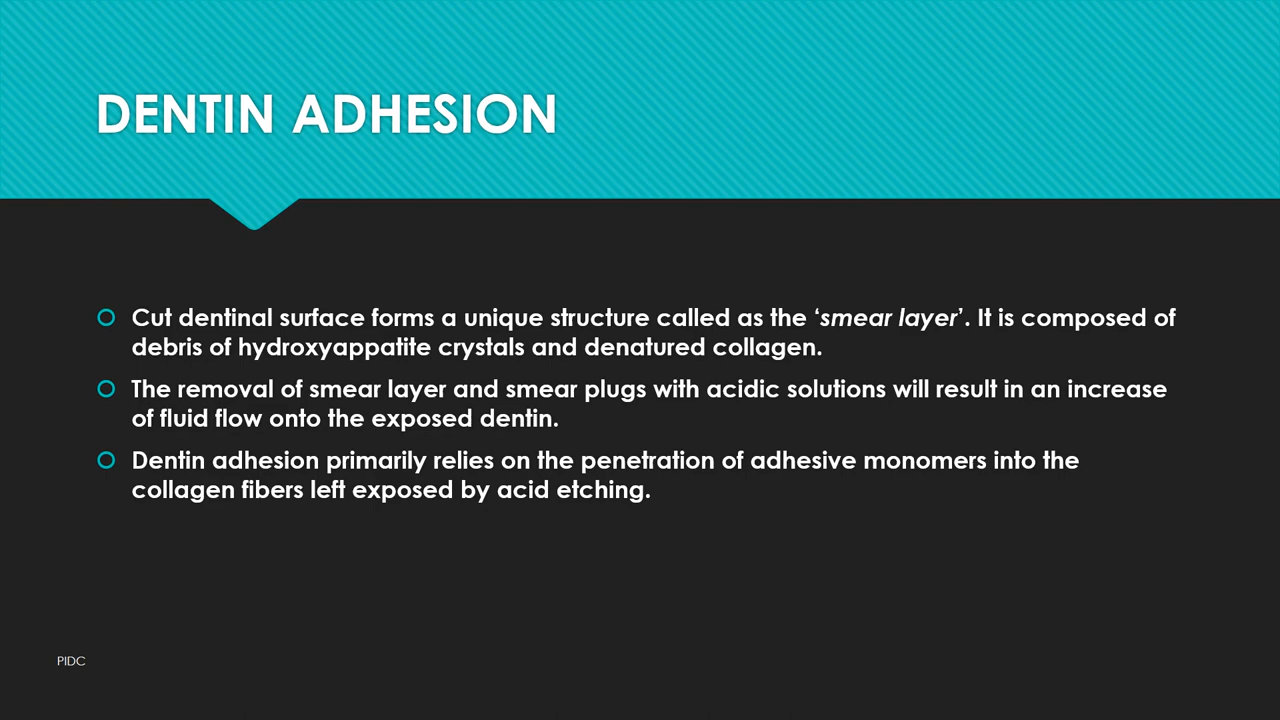 DENTIN ADHESION
Cut dentinal surface forms a unique structure called as the ‘smear layer’. It is composed of
debris of hydroxyappatite crystals and denatured collagen.
The removal of smear layer and smear plugs with acidic solutions will result in an increase
of fluid flow onto the exposed dentin.
Dentin adhesion primarily relies on the penetration of adhesive monomers into the
collagen fibers left exposed by acid etching.
PIDC